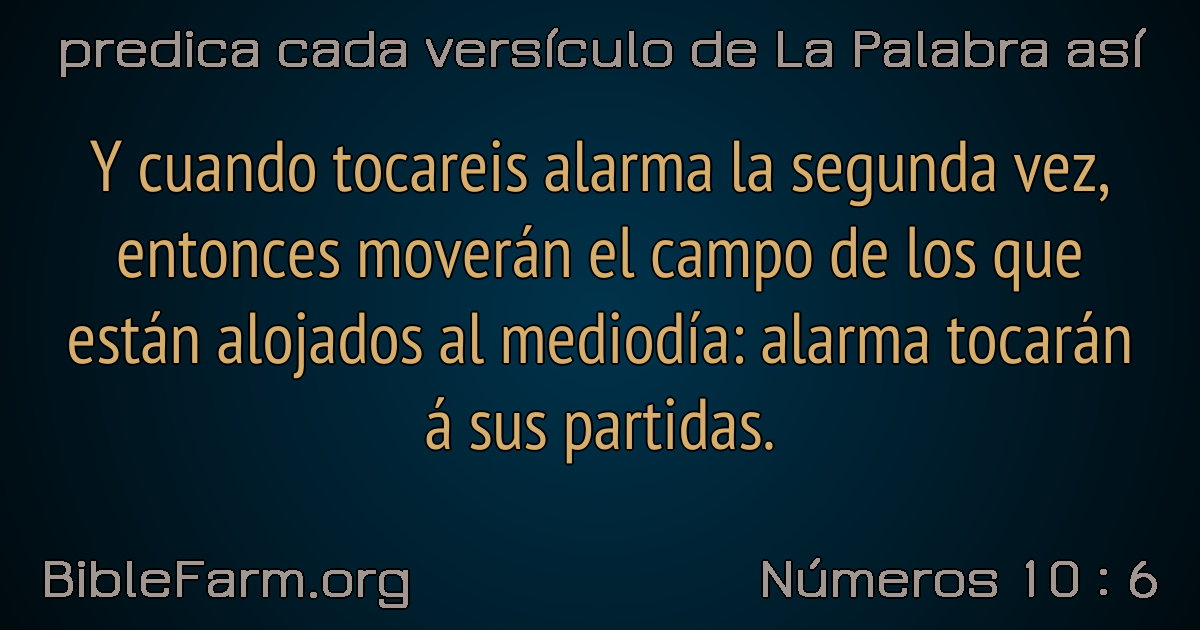 predica cada versículo de La Palabra así
Y cuando tocareis alarma la segunda vez,
entonces moverán el campo de los que
están alojados al mediodía: alarma tocarán
á sus partidas.
BibleFarm.org
Números 10 : 6